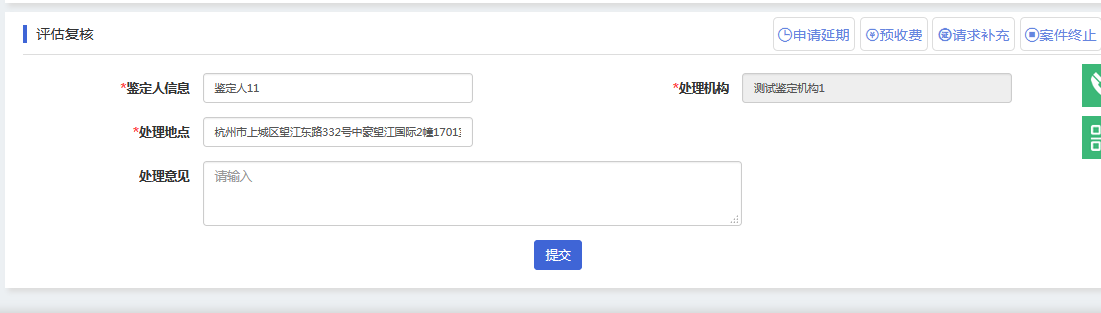 评估复核
申请延期 预收费 请求补充 案件终止
*鉴定人信息 鉴定人11 *处理机构 测试鉴定机构1
*处理地点 杭州市上城区望江东路332号中豪望江国际2幢1701
处理意见 请输入
提交